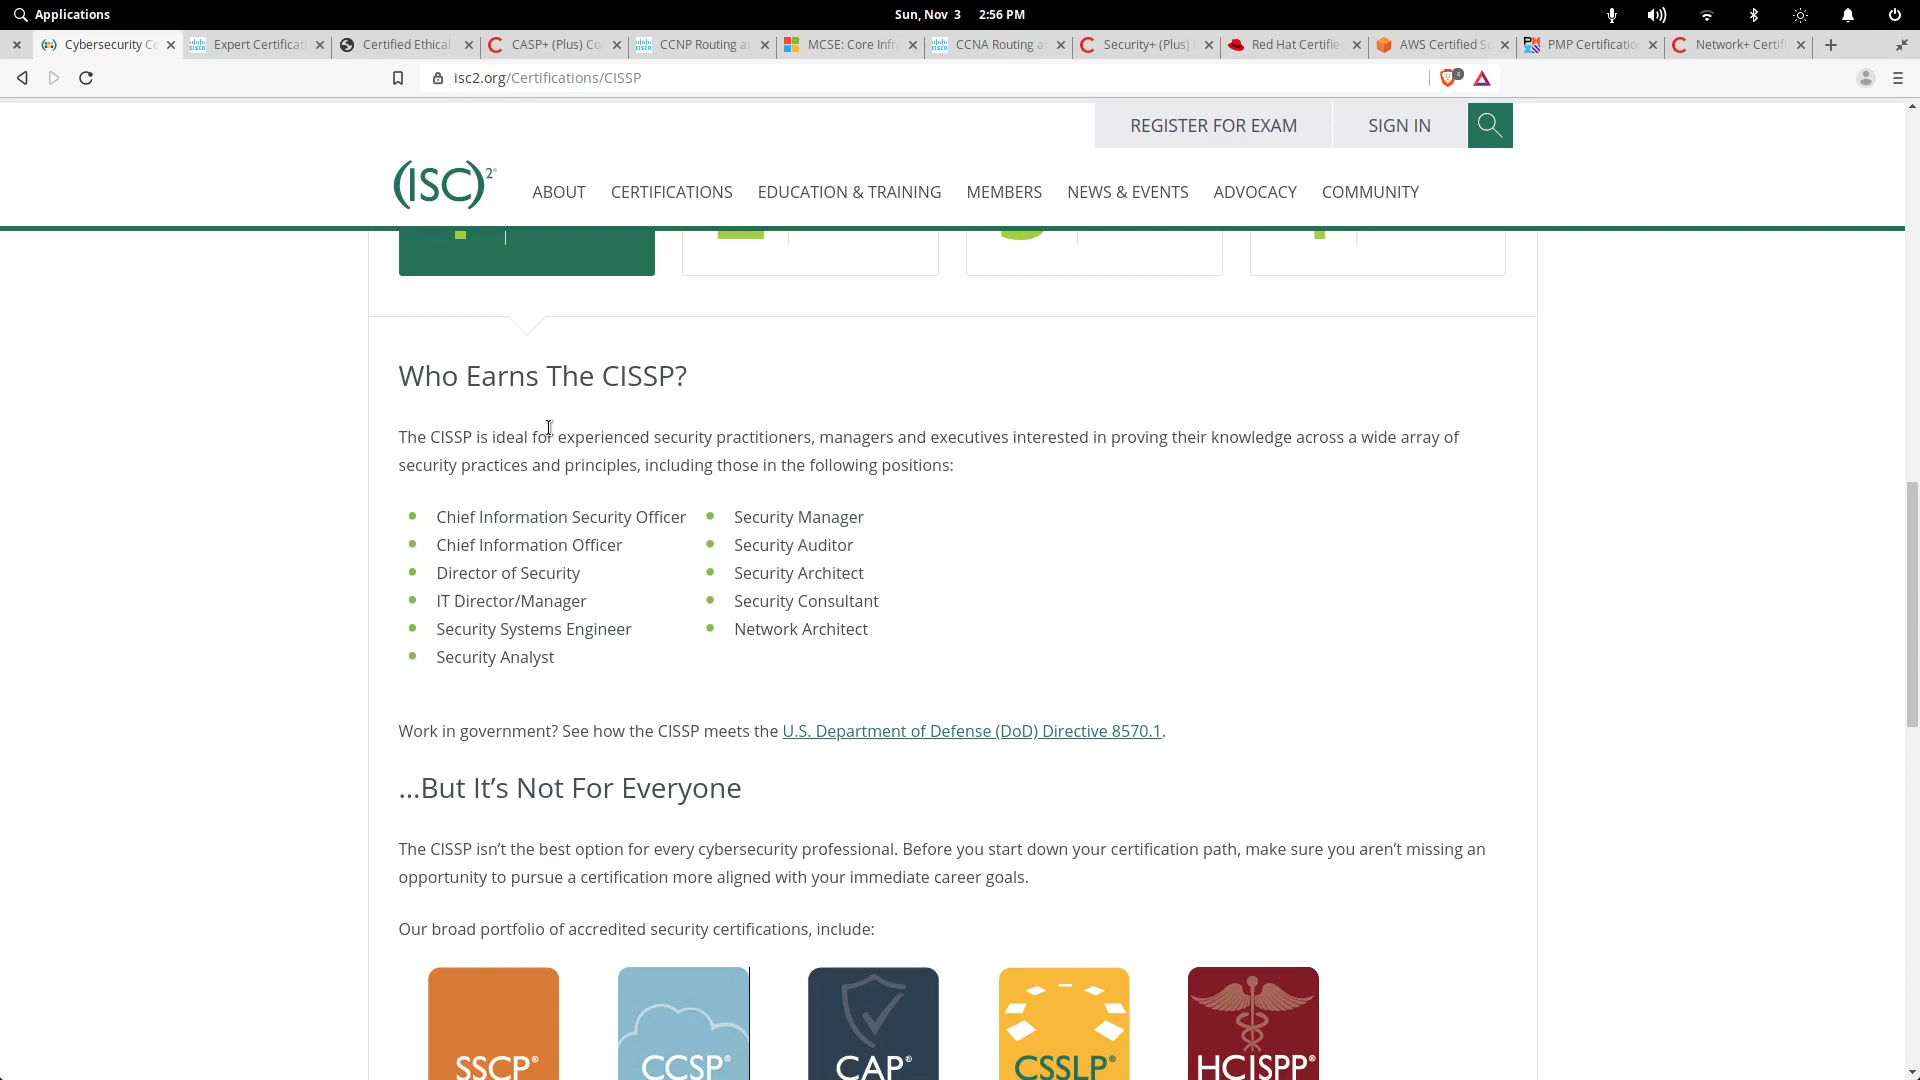 Applications
Sun, Nov 3 2:56 PM
Cybersecurity Ce
Expert Certificati
Certified Ethical
CASP+ (Plus) Co
CCNP Routing a
MCSE: Core Infr
CCNA Routing a
Security+ (Plus)
Red Hat Certifie
AWS Certified S
PMP Certificatio
Network+ Certif
isc2.org/Certifications/CISSP
REGISTER FOR EXAM
SIGN IN
(ISC)²®
ABOUT
CERTIFICATIONS
EDUCATION & TRAINING
MEMBERS
NEWS & EVENTS
ADVOCACY
COMMUNITY
Who Earns The CISSP?
The CISSP is ideal for experienced security practitioners, managers and executives interested in proving their knowledge across a wide array of
security practices and principles, including those in the following positions:
Chief Information Security Officer
Chief Information Officer
Director of Security
IT Director/Manager
Security Systems Engineer
Security Analyst
Security Manager
Security Auditor
Security Architect
Security Consultant
Network Architect
Work in government? See how the CISSP meets the U.S. Department of Defense (DoD) Directive 8570.1.
...But It’s Not For Everyone
The CISSP isn’t the best option for every cybersecurity professional. Before you start down your certification path, make sure you aren’t missing an
opportunity to pursue a certification more aligned with your immediate career goals.
Our broad portfolio of accredited security certifications, include:
SSCP®
CCSP®
CAP®
CSSLP®
HCISPP®